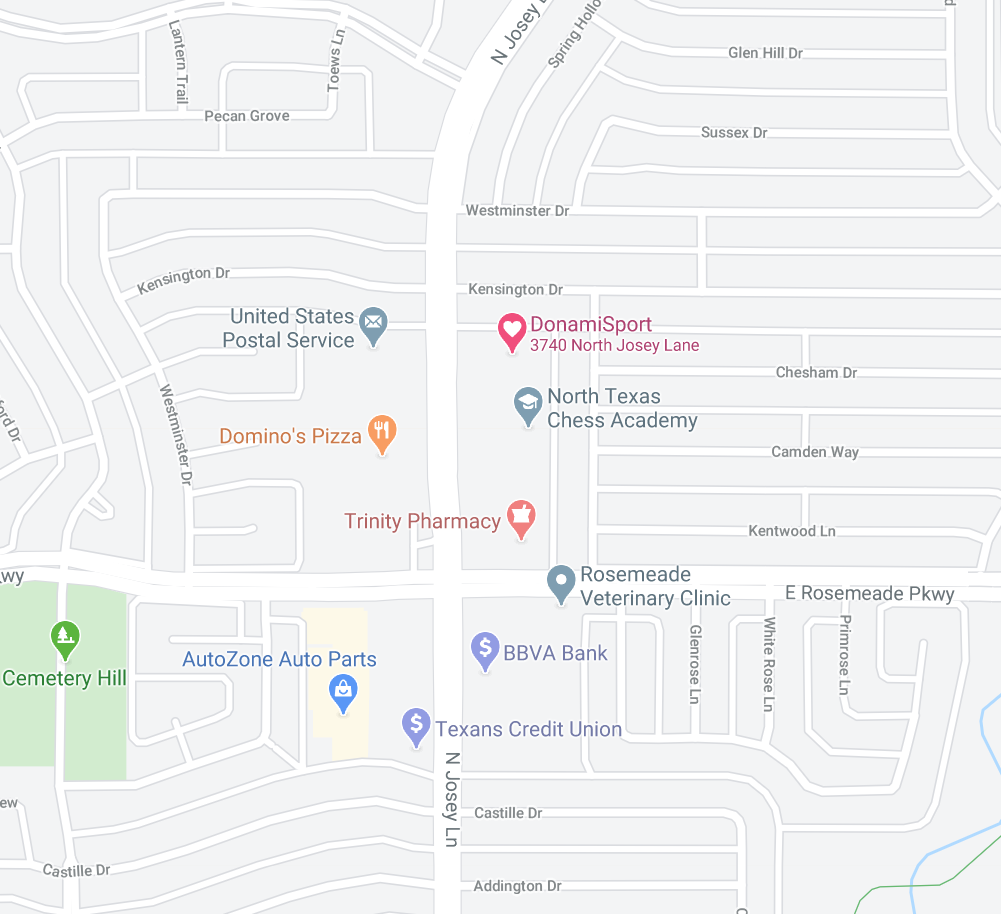 N Josey L
Spring Hollo
Lantern Trail
Toews Ln
Glen Hill Dr
Pecan Grove
Sussex Dr
Westminster Dr
Kensington Dr
Kensington Dr
United States
Postal Service
DonamiSport
3740 North Josey Lane
Chesham Dr
North Texas
Chess Academy
ord Dr
Westminster Dr
Domino's Pizza
Camden Way
Trinity Pharmacy
Kentwood Ln
wy
Rosemeade
Veterinary Clinic
E Rosemeade Pkwy
Glenrose Ln
White Rose Ln
Primrose Ln
Cemetery Hill
AutoZone Auto Parts
BBVA Bank
Texans Credit Union
N Josey Ln
ew
Castille Dr
Castille Dr
Addington Dr